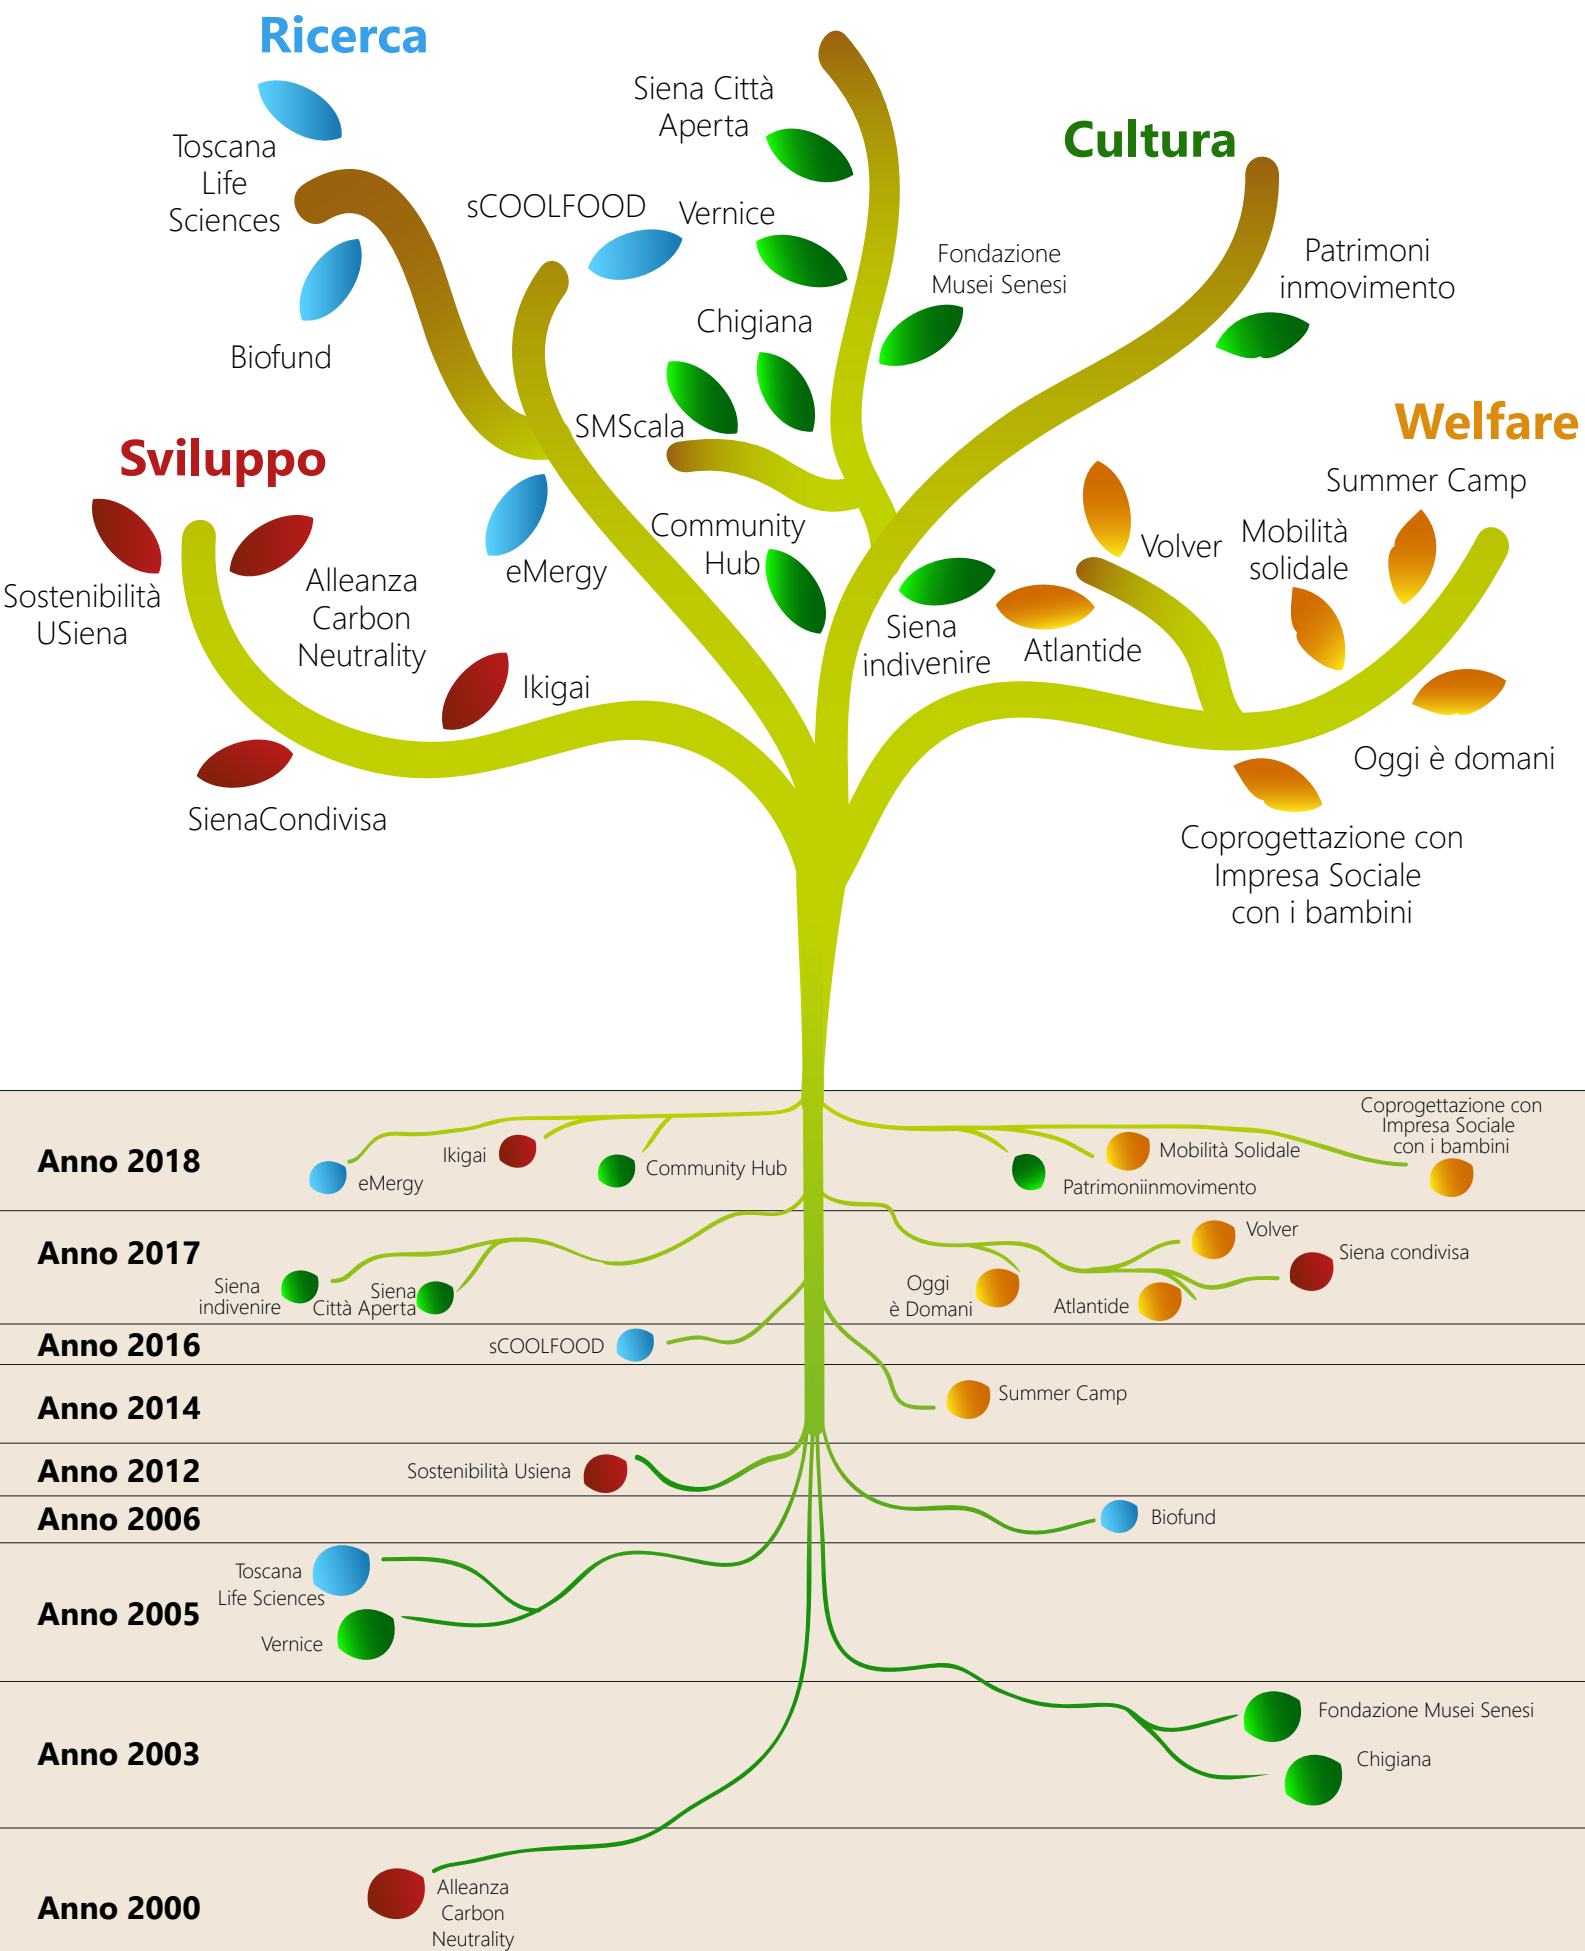 Ricerca
Toscana
Life
Sciences
Biofund
sCOOLFOOD
eMergy
Siena Città
Aperta
Vernice
Chigiana
SMScala
Community
Hub
Fondazione
Musei Senesi
Cultura
Patrimoni
inmovimento
Siena
indivenire
Sviluppo
Sostenibilità
USiena
Alleanza
Carbon
Neutrality
Ikigai
SienaCondivisa
Welfare
Summer Camp
Mobilità
solidale
Volver
Atlantide
Oggi è domani
Coprogettazione con
Impresa Sociale
con i bambini
Anno 2018
eMergy
Ikigai
Community Hub
Patrimoniinmovimento
Mobilità Solidale
Coprogettazione con
Impresa Sociale
con i bambini
Anno 2017
Siena
indivenire
Siena
Città Aperta
Oggi
è Domani
Atlantide
Volver
Siena condivisa
Anno 2016
sCOOLFOOD
Anno 2014
Summer Camp
Anno 2012
Sostenibilità Usiena
Anno 2006
Biofund
Anno 2005
Toscana
Life Sciences
Vernice
Anno 2003
Fondazione Musei Senesi
Chigiana
Anno 2000
Alleanza
Carbon
Neutrality